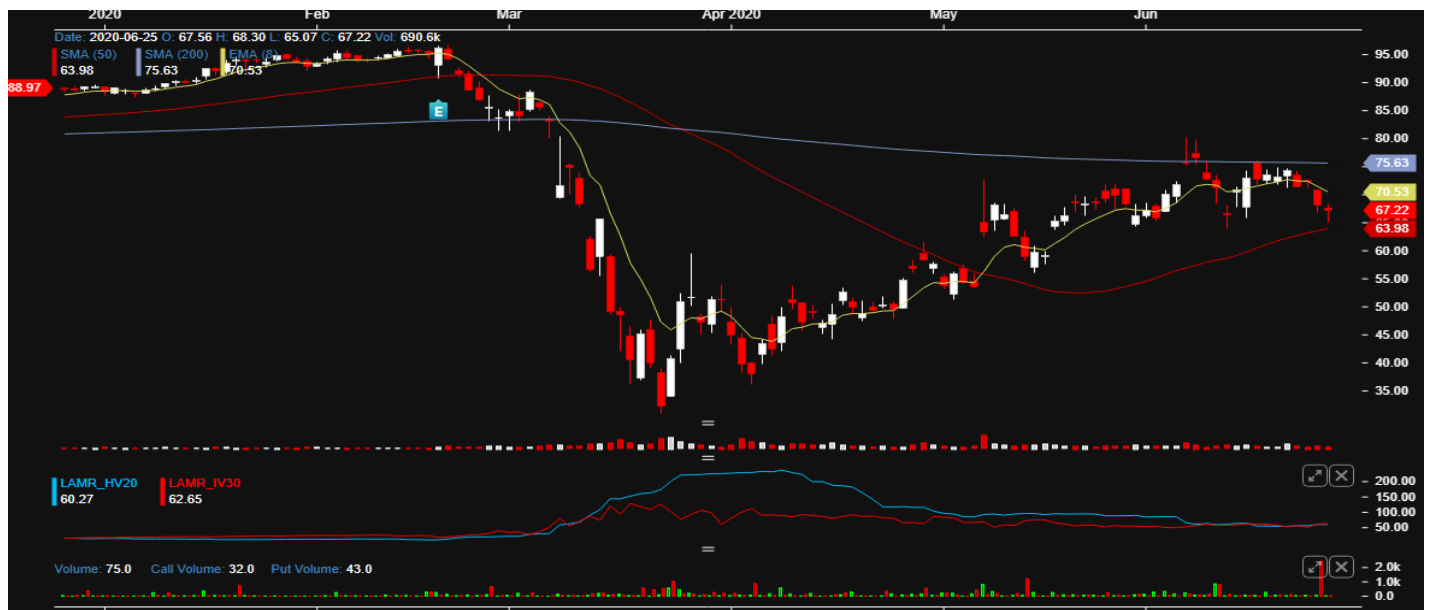 2020 Feb Mar Apr 2020 May Jun
Date: 2020-06-25 O: 67.56 H: 68.30 L: 65.07 C: 67.22 Vol: 690.6k
SMA (50) SMA (200) EMA (8)
63.98 75.63 70.53
88.97
E
95.00
90.00
85.00
80.00
75.63
70.53
67.22
63.98
60.00
55.00
50.00
45.00
40.00
35.00
LAMR_HV20 LAMR_IV30
60.27 62.65
200.00
150.00
100.00
50.00
Volume: 75.0 Call Volume: 32.0 Put Volume: 43.0
2.0k
1.0k
0.0